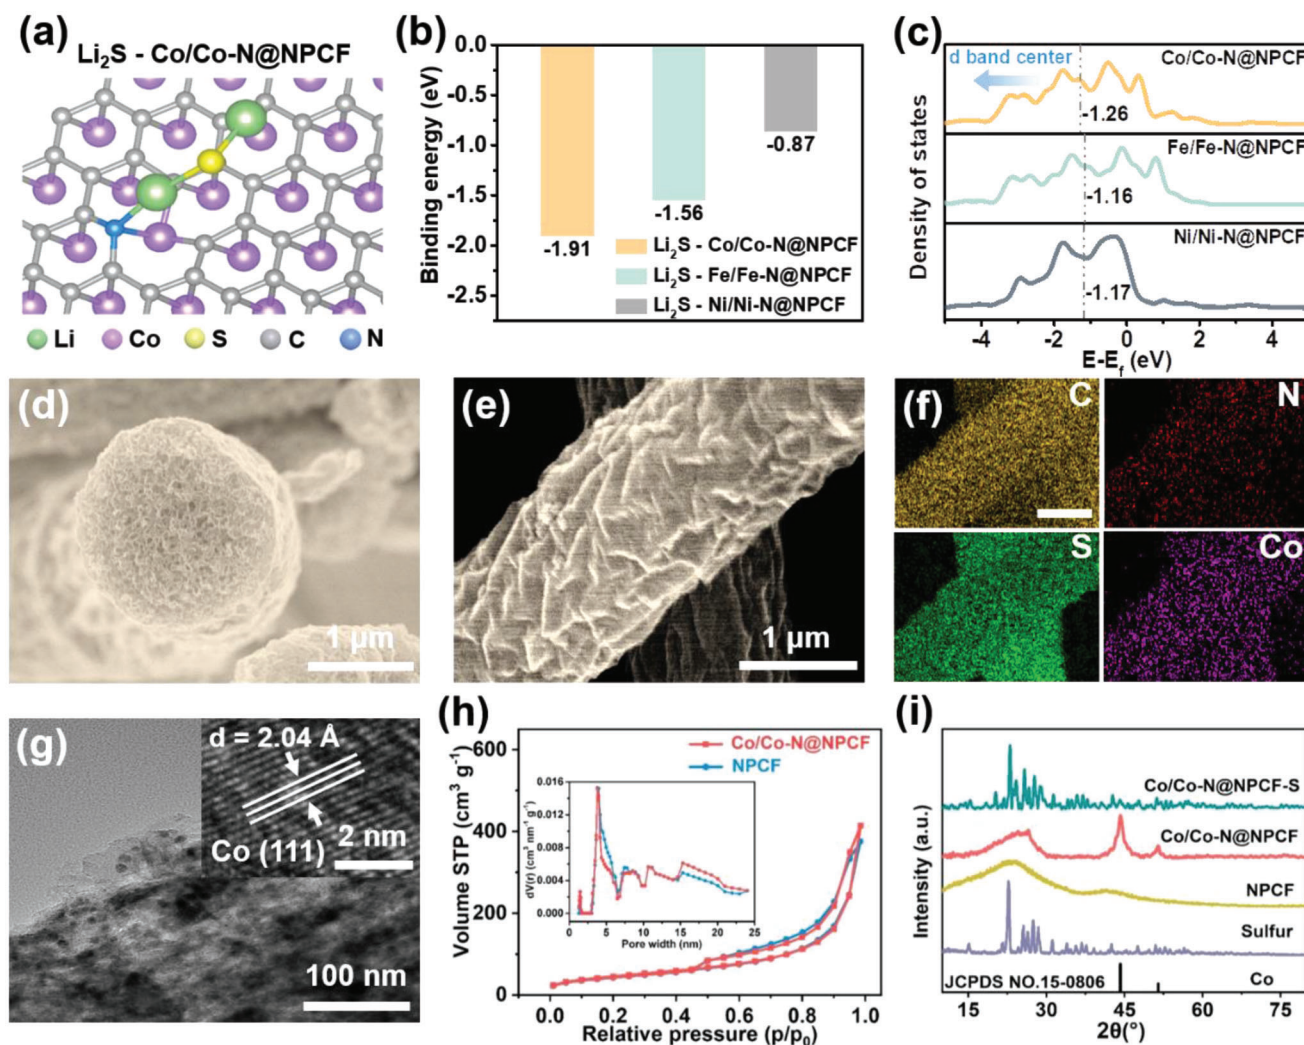 (a)
Li₂S - Co/Co-N@NPCF
Li Co S C N
(b)
Binding energy (eV)
0.0
-0.5
-1.0
-1.5
-2.0
-2.5
-1.91
-1.56
-0.87
Li₂S - Co/Co-N@NPCF
Li₂S - Fe/Fe-N@NPCF
Li₂S - Ni/Ni-N@NPCF
(c)
Density of states
d band center
Co/Co-N@NPCF
-1.26
Fe/Fe-N@NPCF
-1.16
Ni/Ni-N@NPCF
-1.17
-4 -2 0 2 4
E-E_f (eV)
(d)
1 µm
(e)
1 µm
(f)
C
N
S
Co
(g)
d = 2.04 Å
Co (111)
2 nm
100 nm
(h)
Volume STP (cm³ g⁻¹)
600
400
200
0
Co/Co-N@NPCF
NPCF
dV(r) (cm³ nm⁻¹ g⁻¹)
0.016
0.012
0.008
0.004
0.000
0 5 10 15 20 25
Pore width (nm)
0.0 0.2 0.4 0.6 0.8 1.0
Relative pressure (p/p₀)
(i)
Intensity (a.u.)
Co/Co-N@NPCF-S
Co/Co-N@NPCF
NPCF
Sulfur
JCPDS NO.15-0806
Co
15 30 45 60 75
2θ(°)